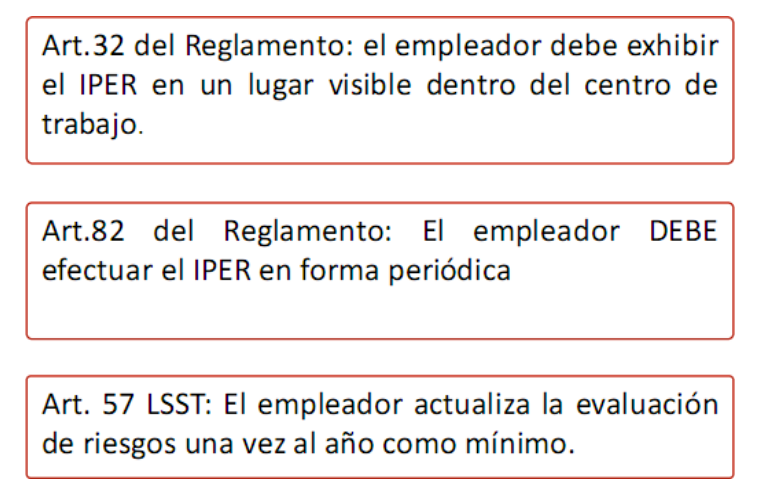 Art.32 del Reglamento: el empleador debe exhibir
el IPER en un lugar visible dentro del centro de
trabajo.
Art.82 del Reglamento: El empleador DEBE
efectuar el IPER en forma periódica
Art. 57 LSST: El empleador actualiza la evaluación
de riesgos una vez al año como mínimo.